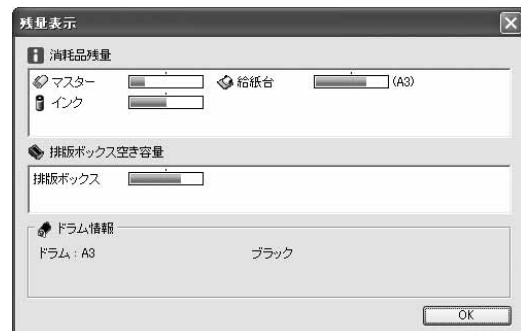 残量表示
消耗品残量
マスター 給紙台 (A3)
インク
排版ボックス空き容量
排版ボックス
ドラム情報
ドラム : A3 ブラック
OK